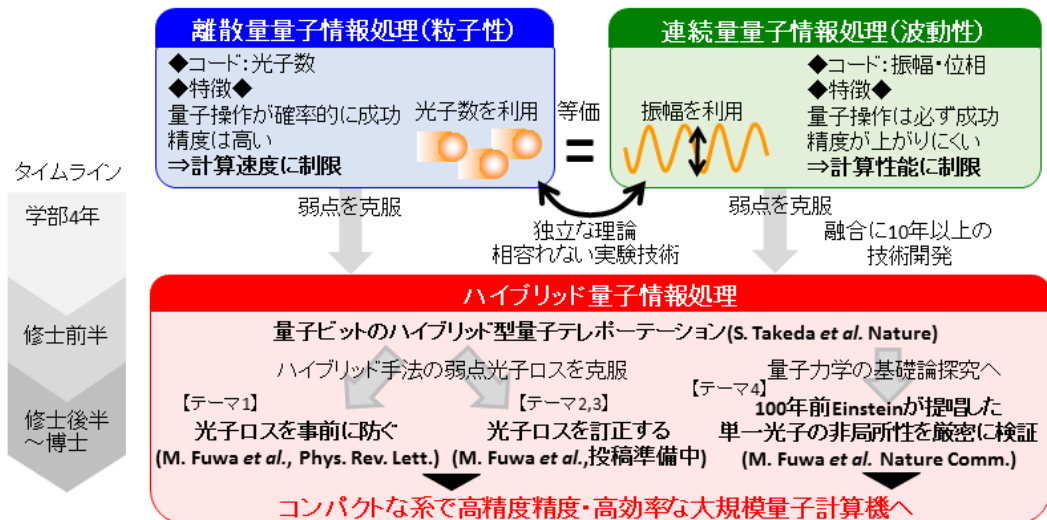 離散量量子情報処理(粒子性)
◆コード:光子数
◆特徴◆
量子操作が確率的に成功
精度は高い
⇒計算速度に制限
光子数を利用
等価
=
連続量量子情報処理(波動性)
◆コード:振幅・位相
◆特徴◆
量子操作は必ず成功
精度が上がりにくい
⇒計算性能に制限
振幅を利用
タイムライン
学部4年
修士前半
修士後半
～博士
弱点を克服
独立な理論
相容れない実験技術
弱点を克服
融合に10年以上の
技術開発
ハイブリッド量子情報処理
量子ビットのハイブリッド型量子テレポーテーション(S. Takeda et al. Nature)
ハイブリッド手法の弱点光子ロスを克服
量子力学の基礎論探究へ
【テーマ1】
光子ロスを事前に防ぐ
(M. Fuwa et al., Phys. Rev. Lett.)
【テーマ2,3】
光子ロスを訂正する
(M. Fuwa et al.,投稿準備中)
【テーマ4】
100年前Einsteinが提唱した
単一光子の非局所性を厳密に検証
(M. Fuwa et al. Nature Comm.)
コンパクトな系で高精度精度・高効率な大規模量子計算機へ